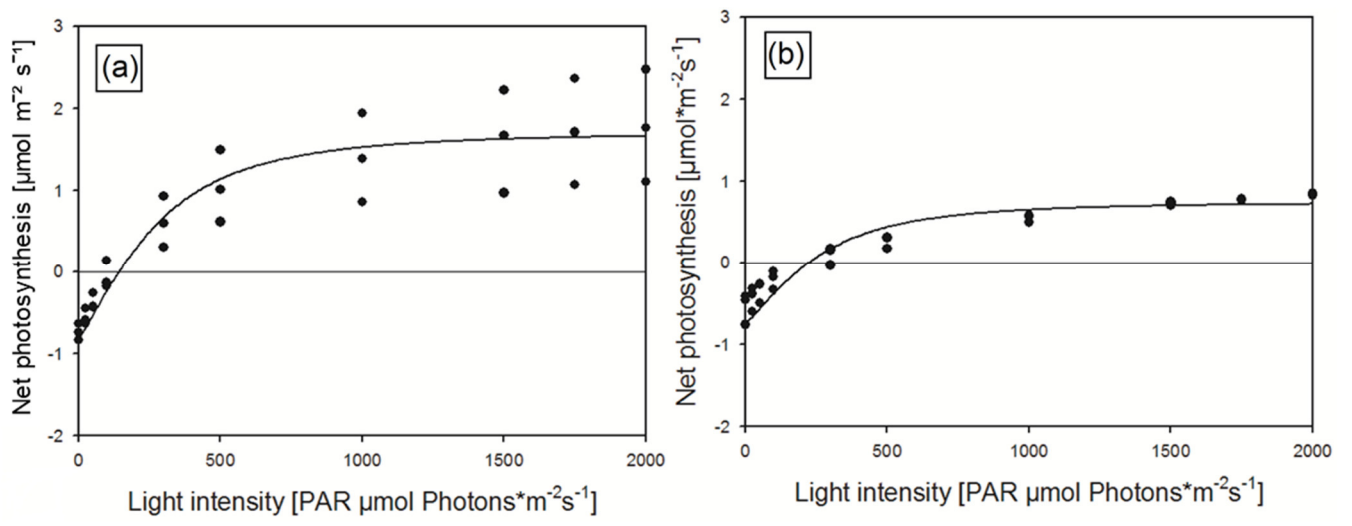 (a)
Net photosynthesis [µmol m⁻² s⁻¹]
3
2
1
0
-1
-2
0 500 1000 1500 2000
Light intensity [PAR µmol Photons*m⁻²s⁻¹]
(b)
Net photosynthesis [µmol*m⁻²s⁻¹]
3
2
1
0
-1
-2
0 500 1000 1500 2000
Light intensity [PAR µmol Photons*m⁻²s⁻¹]